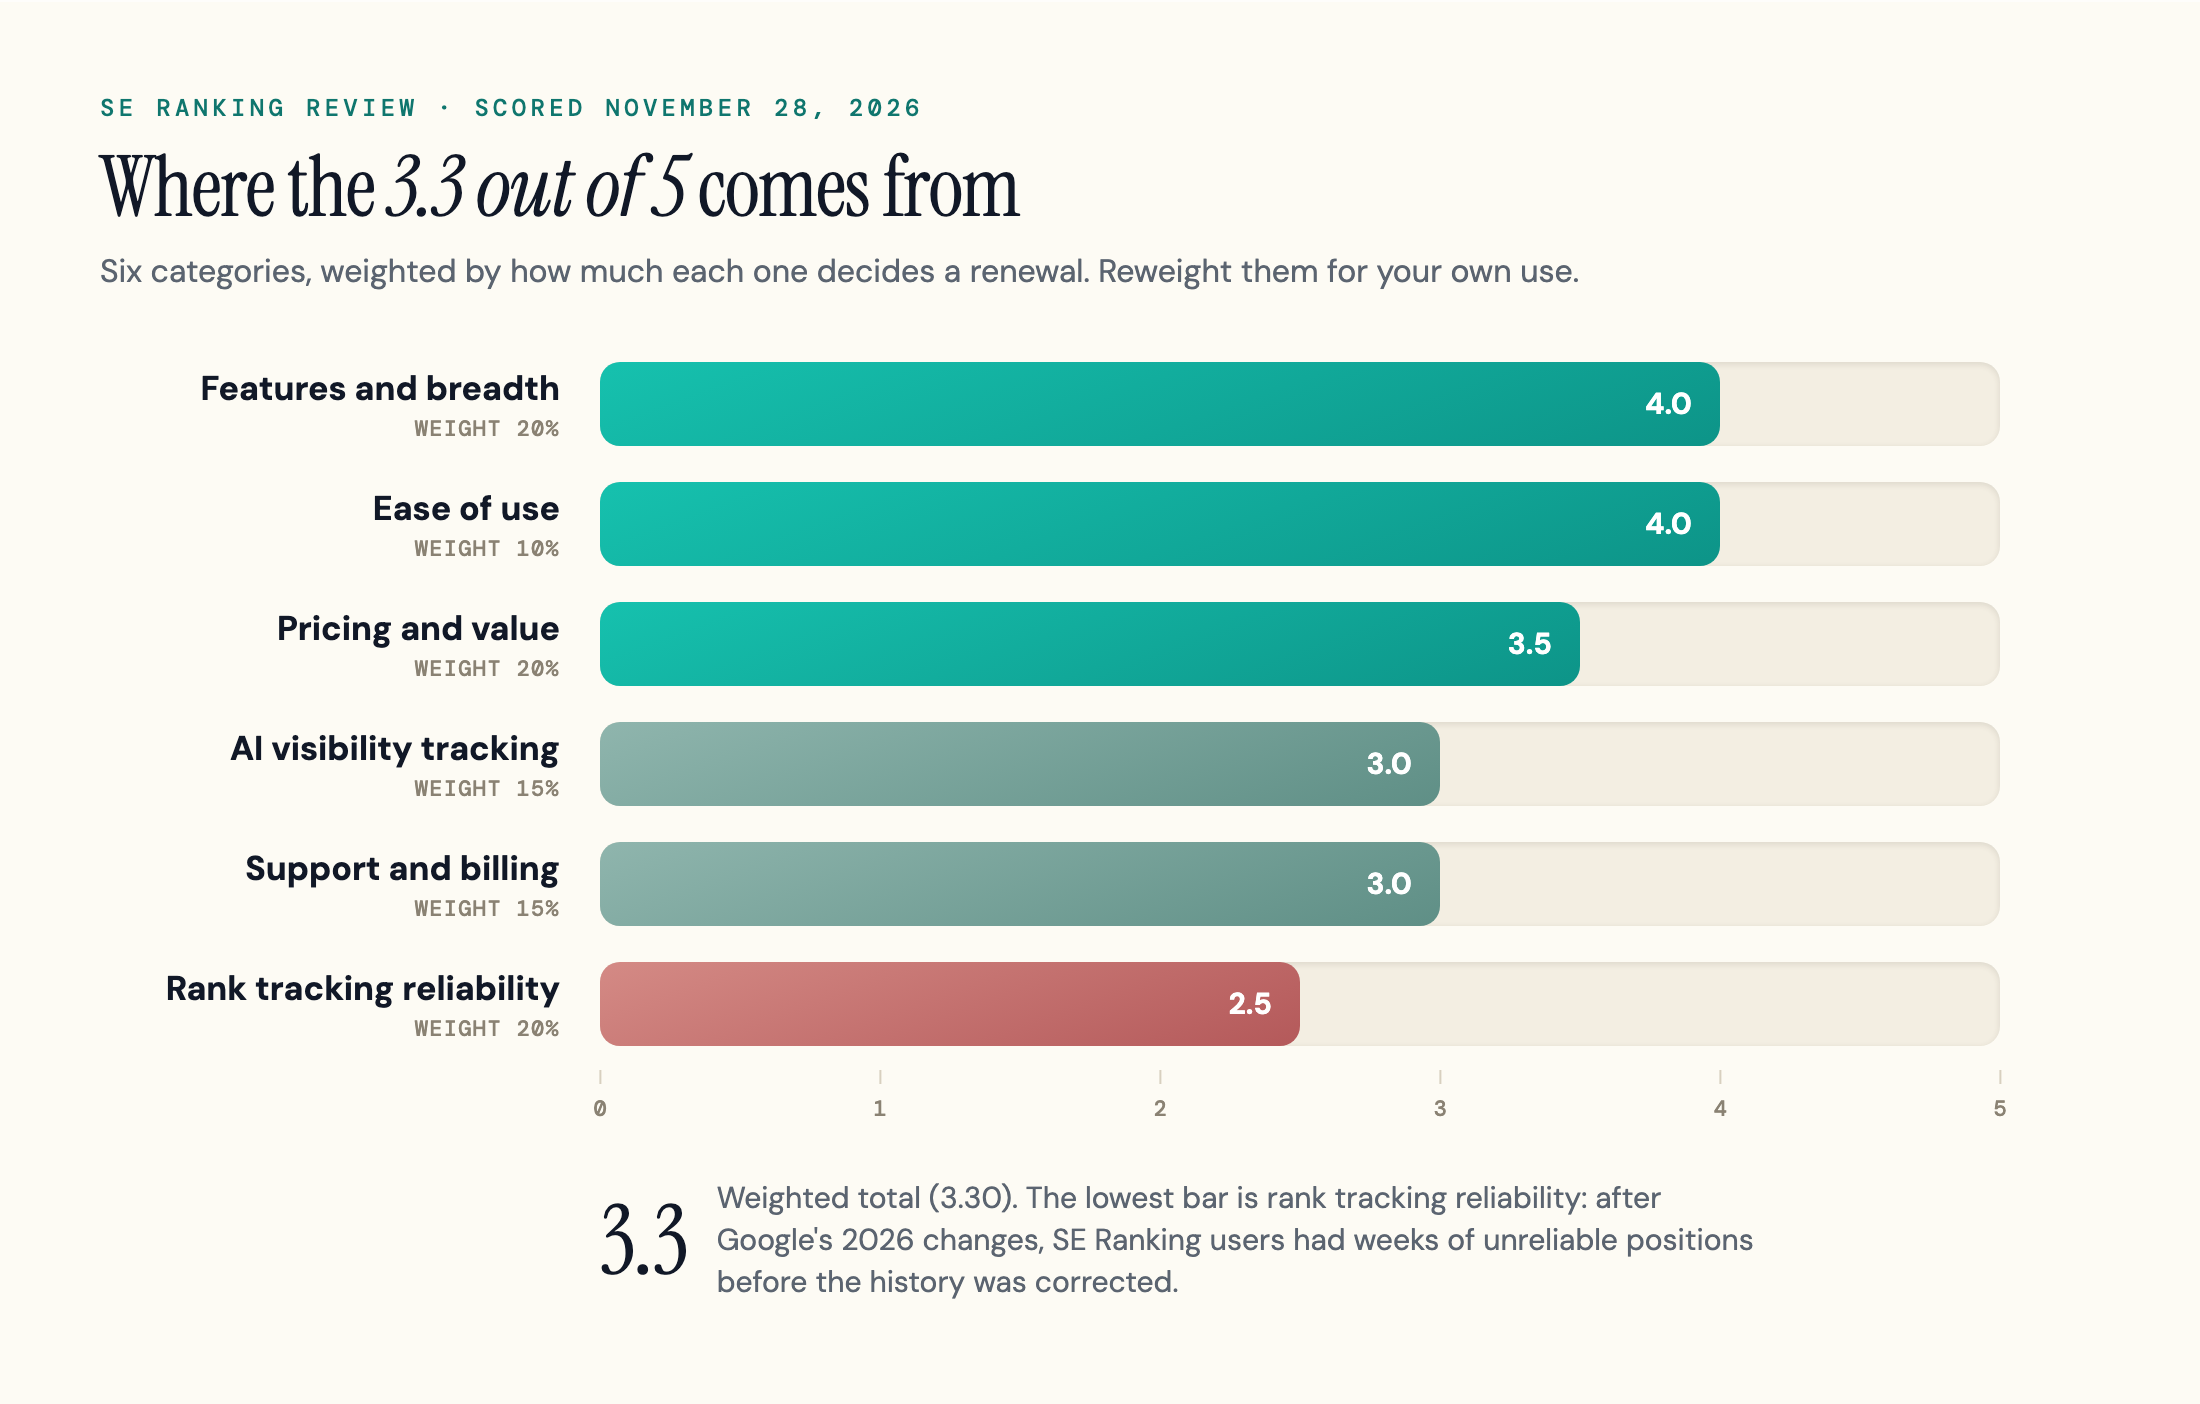 SE RANKING REVIEW · SCORED NOVEMBER 28, 2026
Where the 3.3 out of 5 comes from
Six categories, weighted by how much each one decides a renewal. Reweight them for your own use.
Features and breadth
WEIGHT 20%
4.0
Ease of use
WEIGHT 10%
4.0
Pricing and value
WEIGHT 20%
3.5
AI visibility tracking
WEIGHT 15%
3.0
Support and billing
WEIGHT 15%
3.0
Rank tracking reliability
WEIGHT 20%
2.5
0 1 2 3 4 5
3.3
Weighted total (3.30). The lowest bar is rank tracking reliability: after
Google's 2026 changes, SE Ranking users had weeks of unreliable positions
before the history was corrected.